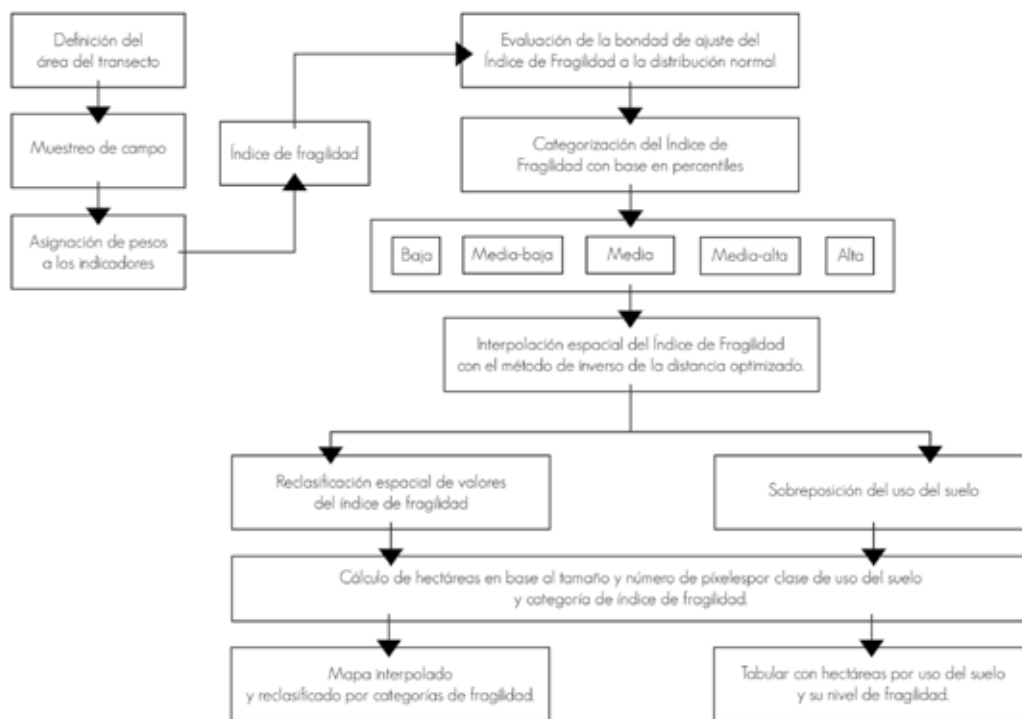 Definición del
área del transecto
Muestreo de campo
Asignación de pesos
a los indicadores
Índice de fragilidad
Evaluación de la bondad de ajuste del
Índice de Fragilidad a la distribución normal
Categorización del Índice de
Fragilidad con base en percentiles
Baja
Media-baja
Media
Media-alta
Alta
Interpolación espacial del Índice de Fragilidad
con el método de inverso de la distancia optimizado.
Reclasificación espacial de valores
del índice de fragilidad
Sobreposición del uso del suelo
Cálculo de hectáreas en base al tamaño y número de píxelespor clase de uso del suelo
y categoría de índice de fragilidad.
Mapa interpolado
y reclasificado por categorías de fragilidad.
Tabular con hectáreas por uso del suelo
y su nivel de fragilidad.